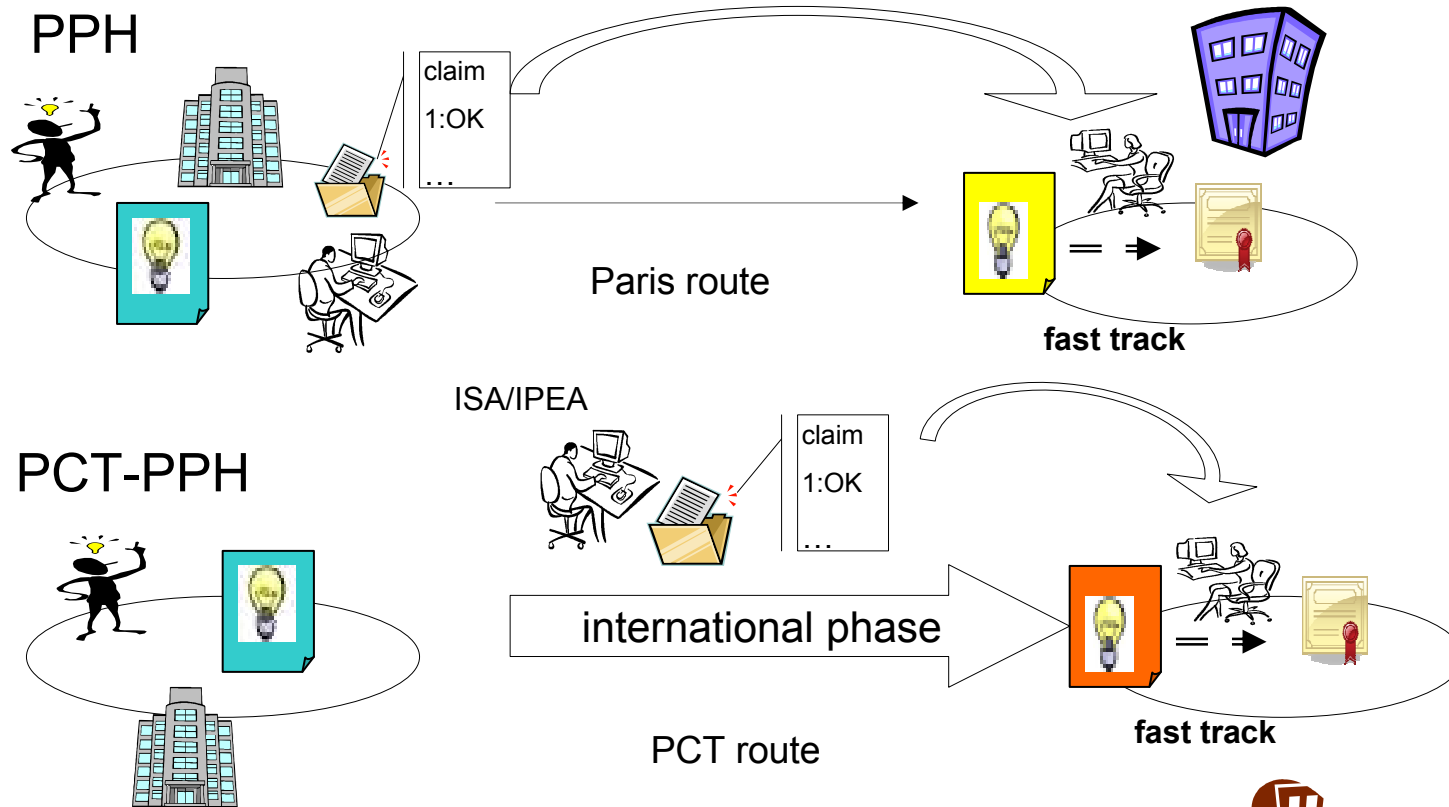 PPH
claim
1:OK
...
Paris route
fast track
ISA/IPEA
claim
1:OK
...
PCT-PPH
international phase
PCT route
fast track